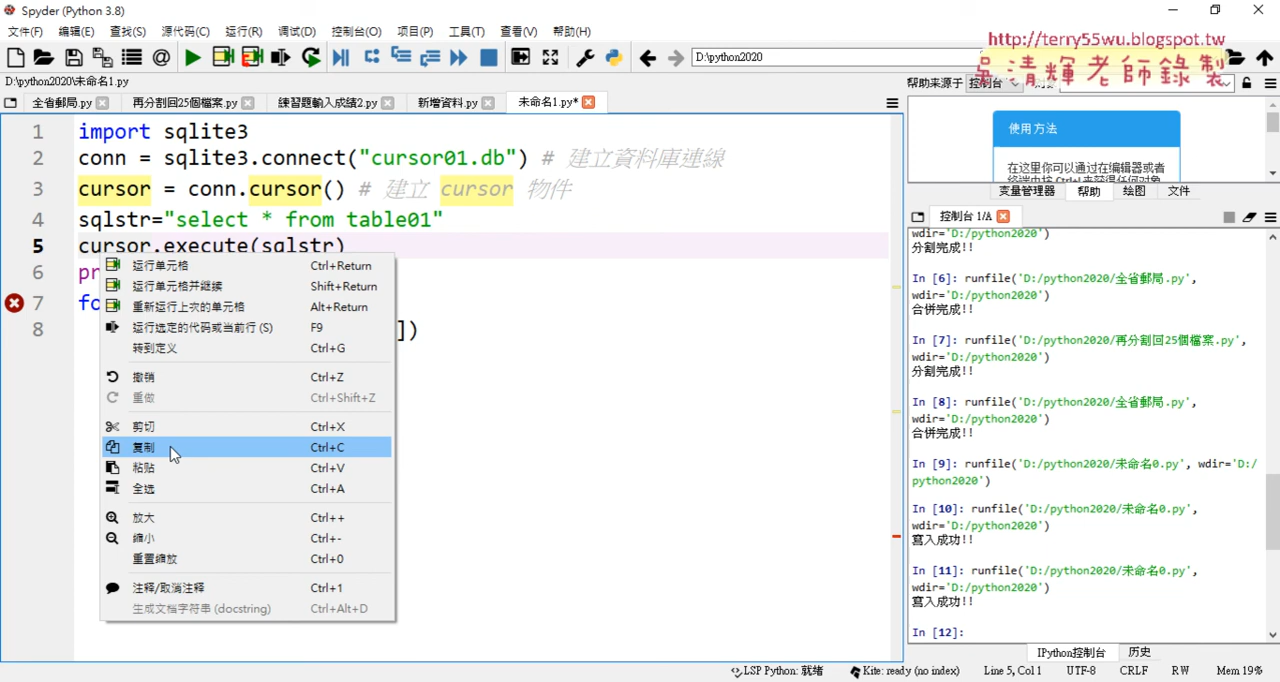 Spyder (Python 3.8)
文件(F) 编辑(E) 查找(S) 源代码(C) 运行(R) 调试(D) 控制台(O) 项目(P) 工具(T) 查看(V) 帮助(H)
D:\python2020
http://terry55wu.blogspot.tw
吳清輝老師錄製
D:\python2020\未命名1.py
帮助来源于 控制台
全省郵局.py 再分割回25個檔案.py 練習題輸入成績2.py 新增資料.py 未命名1.py*
1 import sqlite3
2 conn = sqlite3.connect("cursor01.db") # 建立資料庫連線
3 cursor = conn.cursor() # 建立 cursor 物件
4 sqlstr="select * from table01"
5 cursor.execute(sqlstr)
6 pr
7 fo
8 ])
运行单元格 Ctrl+Return
运行单元格并继续 Shift+Return
重新运行上次的单元格 Alt+Return
运行选定的代码或当前行 (S) F9
转到定义 Ctrl+G
撤销 Ctrl+Z
重做 Ctrl+Shift+Z
剪切 Ctrl+X
复制 Ctrl+C
粘贴 Ctrl+V
全选 Ctrl+A
放大 Ctrl++
缩小 Ctrl+-
重置缩放 Ctrl+0
注释/取消注释 Ctrl+1
生成文档字符串 (docstring) Ctrl+Alt+D
使用方法
在这里你可以通过在编辑器或者
终端中按 Ctrl+I 来获得任何对象
变量管理器 帮助 绘图 文件
控制台 1/A
wdir='D:/python2020')
分割完成!!
In [6]: runfile('D:/python2020/全省郵局.py',
wdir='D:/python2020')
合併完成!!
In [7]: runfile('D:/python2020/再分割回25個檔案.py',
wdir='D:/python2020')
分割完成!!
In [8]: runfile('D:/python2020/全省郵局.py',
wdir='D:/python2020')
合併完成!!
In [9]: runfile('D:/python2020/未命名0.py', wdir='D:/
python2020')
In [10]: runfile('D:/python2020/未命名0.py',
wdir='D:/python2020')
寫入成功!!
In [11]: runfile('D:/python2020/未命名0.py',
wdir='D:/python2020')
寫入成功!!
In [12]:
IPython控制台 历史
LSP Python: 就绪 Kite: ready (no index) Line 5, Col 1 UTF-8 CRLF RW Mem 19%